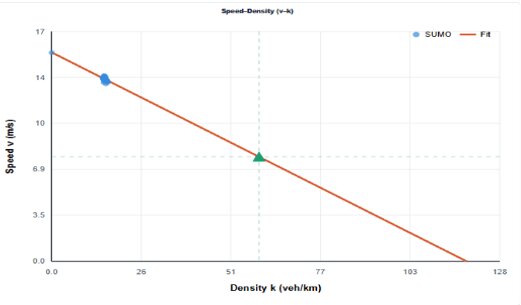 Speed-Density (v-k)
SUMO Fit
17
14
10
6.9
3.5
0.0
Speed v (m/s)
0.0 26 51 77 103 128
Density k (veh/km)